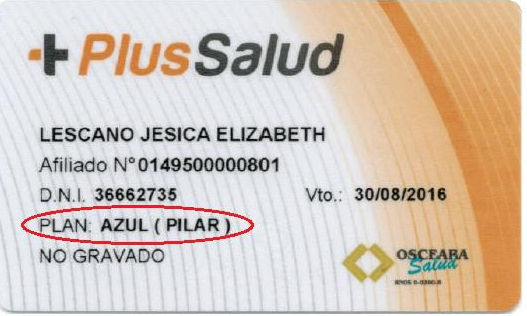 PlusSalud
LESCANO JESICA ELIZABETH
Afiliado N° 0149500000801
D.N.I. 36662735 Vto.: 30/08/2016
PLAN: AZUL ( PILAR )
NO GRAVADO
OSCEARA
Salud